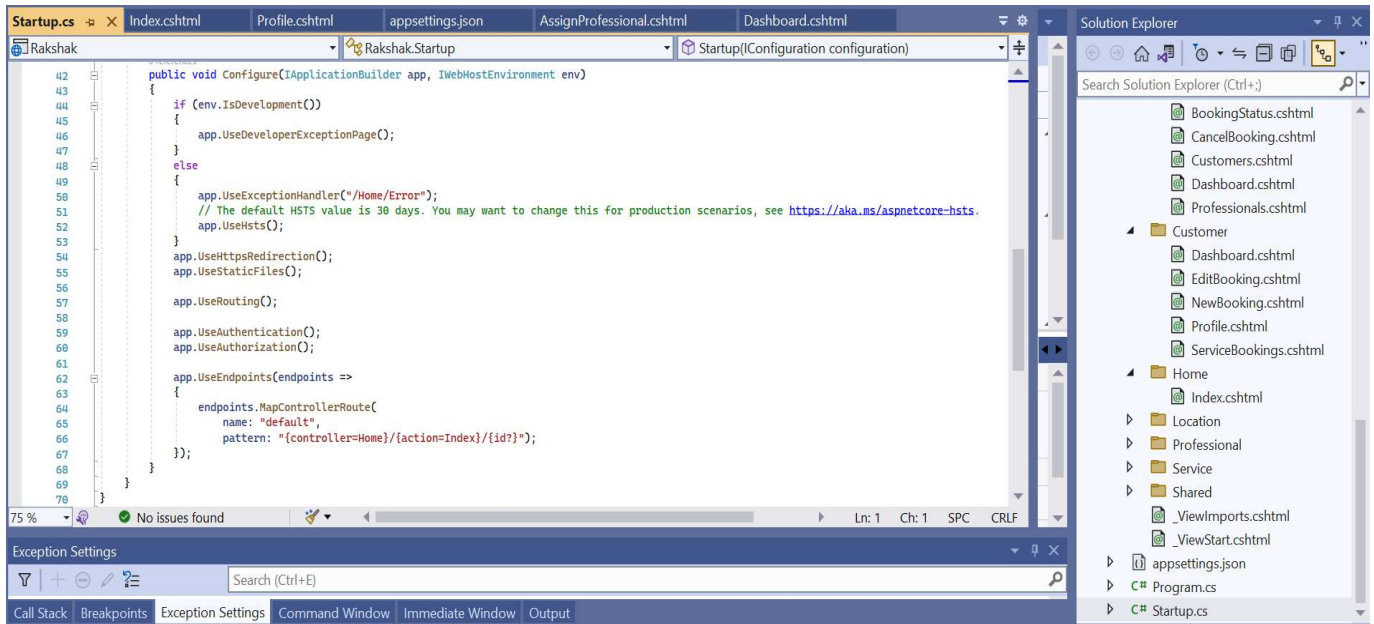 Startup.cs Index.cshtml Profile.cshtml appsettings.json AssignProfessional.cshtml Dashboard.cshtml
Rakshak Rakshak.Startup Startup(IConfiguration configuration)
42 public void Configure(IApplicationBuilder app, IWebHostEnvironment env)
43 {
44 if (env.IsDevelopment())
45 {
46 app.UseDeveloperExceptionPage();
47 }
48 else
49 {
50 app.UseExceptionHandler("/Home/Error");
51 // The default HSTS value is 30 days. You may want to change this for production scenarios, see https://aka.ms/aspnetcore-hsts.
52 app.UseHsts();
53 }
54 app.UseHttpsRedirection();
55 app.UseStaticFiles();
56
57 app.UseRouting();
58
59 app.UseAuthentication();
60 app.UseAuthorization();
61
62 app.UseEndpoints(endpoints =>
63 {
64 endpoints.MapControllerRoute(
65 name: "default",
66 pattern: "{controller=Home}/{action=Index}/{id?}");
67 });
68 }
69 }
70 }
75 % No issues found Ln: 1 Ch: 1 SPC CRLF
Exception Settings
Search (Ctrl+E)
Call Stack Breakpoints Exception Settings Command Window Immediate Window Output
Solution Explorer
Search Solution Explorer (Ctrl+;)
BookingStatus.cshtml
CancelBooking.cshtml
Customers.cshtml
Dashboard.cshtml
Professionals.cshtml
Customer
Dashboard.cshtml
EditBooking.cshtml
NewBooking.cshtml
Profile.cshtml
ServiceBookings.cshtml
Home
Index.cshtml
Location
Professional
Service
Shared
_ViewImports.cshtml
_ViewStart.cshtml
appsettings.json
C# Program.cs
C# Startup.cs